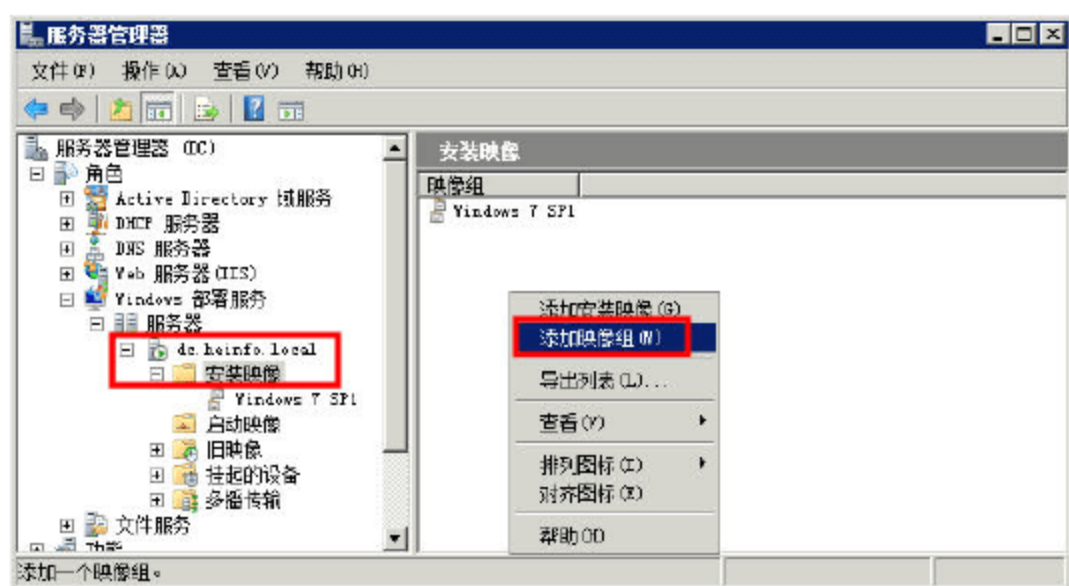 服务器管理器
文件(F) 操作(A) 查看(V) 帮助(H)
服务器管理器 (DC)
角色
Active Directory 域服务
DHCP 服务器
DNS 服务器
Web 服务器(IIS)
Windows 部署服务
服务器
dc.heinfo.local
安装映像
Windows 7 SP1
启动映像
旧映像
挂起的设备
多播传输
文件服务
功能
安装映像
映像组
Windows 7 SP1
添加安装映像(G)
添加映像组(N)
导出列表(L)...
查看(V)
排列图标(I)
对齐图标(E)
帮助(H)
添加一个映像组。